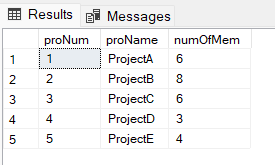 Results Messages
proNum proName numOfMem
1 1 ProjectA 6
2 2 ProjectB 8
3 3 ProjectC 6
4 4 ProjectD 3
5 5 ProjectE 4